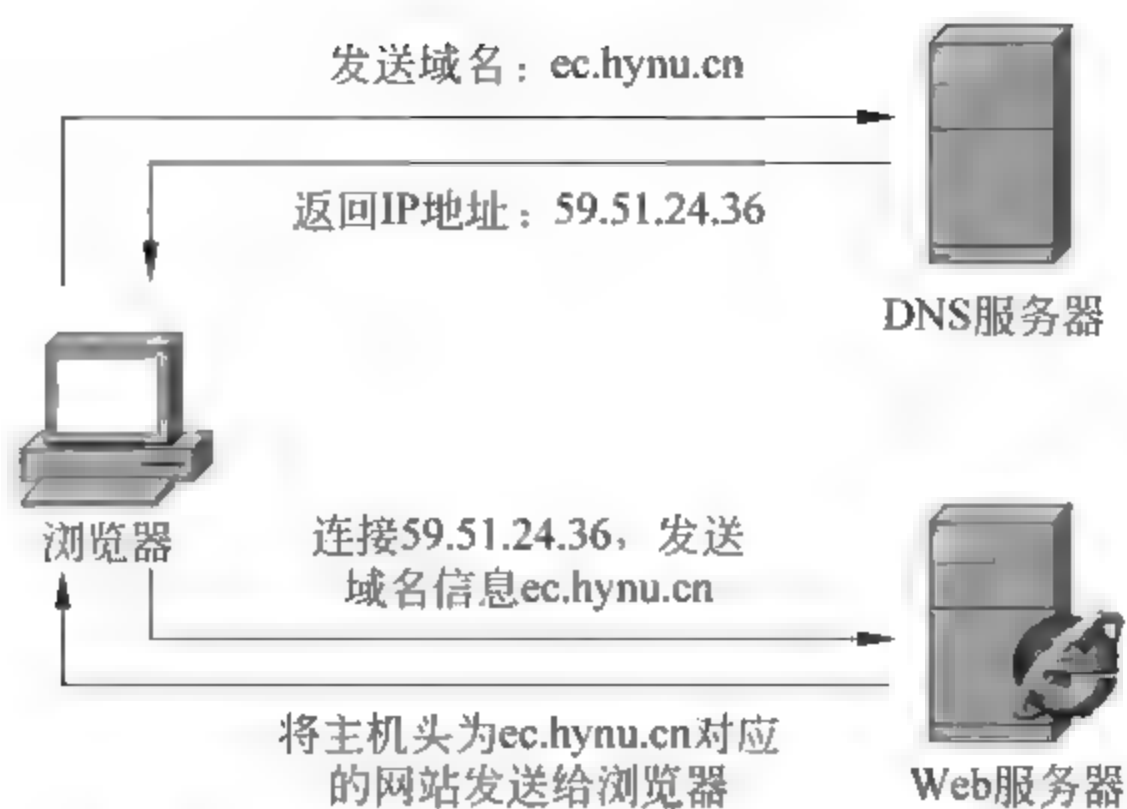 发送域名：ec.hynu.cn
返回IP地址：59.51.24.36
DNS服务器
浏览器
连接59.51.24.36，发送
域名信息ec.hynu.cn
将主机头为ec.hynu.cn对应
的网站发送给浏览器
Web服务器